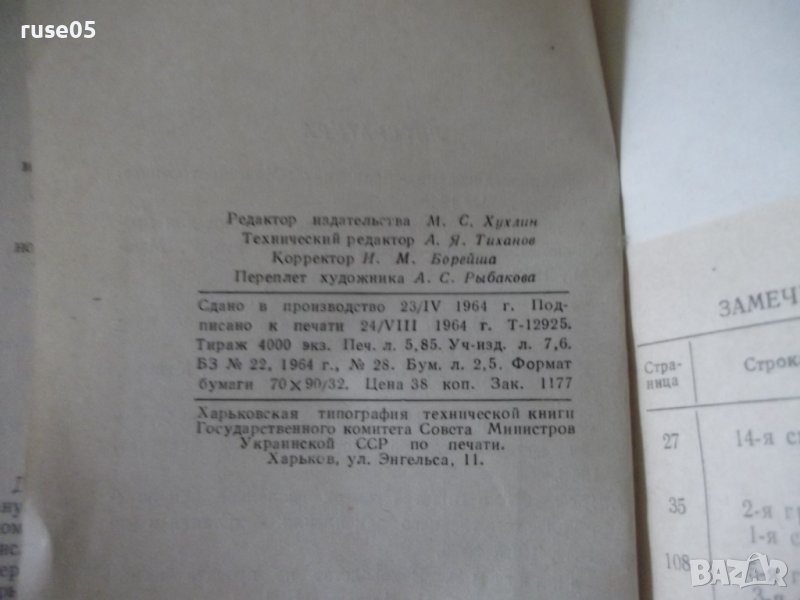 ruse05
Редактор издательства М. С. Хухлин
Технический редактор А. Я. Тиханов
Корректор И. М. Борейша
Переплет художника А. С. Рыбакова
Сдано в производство 23/IV 1964 г. Под-
писано к печати 24/VIII 1964 г. Т-12925.
Тираж 4000 экз. Печ. л. 5,85. Уч-изд. л. 7,6.
БЗ № 22, 1964 г., № 28. Бум. л. 2,5. Формат
бумаги 70×90/32. Цена 38 коп. Зак. 1177
Харьковская типография технической книги
Государственного комитета Совета Министров
Украинской ССР по печати.
Харьков, ул. Энгельса, 11.
ЗАМЕЧ
Стра-
ница
Строк
27
14-я с
35
2-я г
1-я с
108
BAZAR